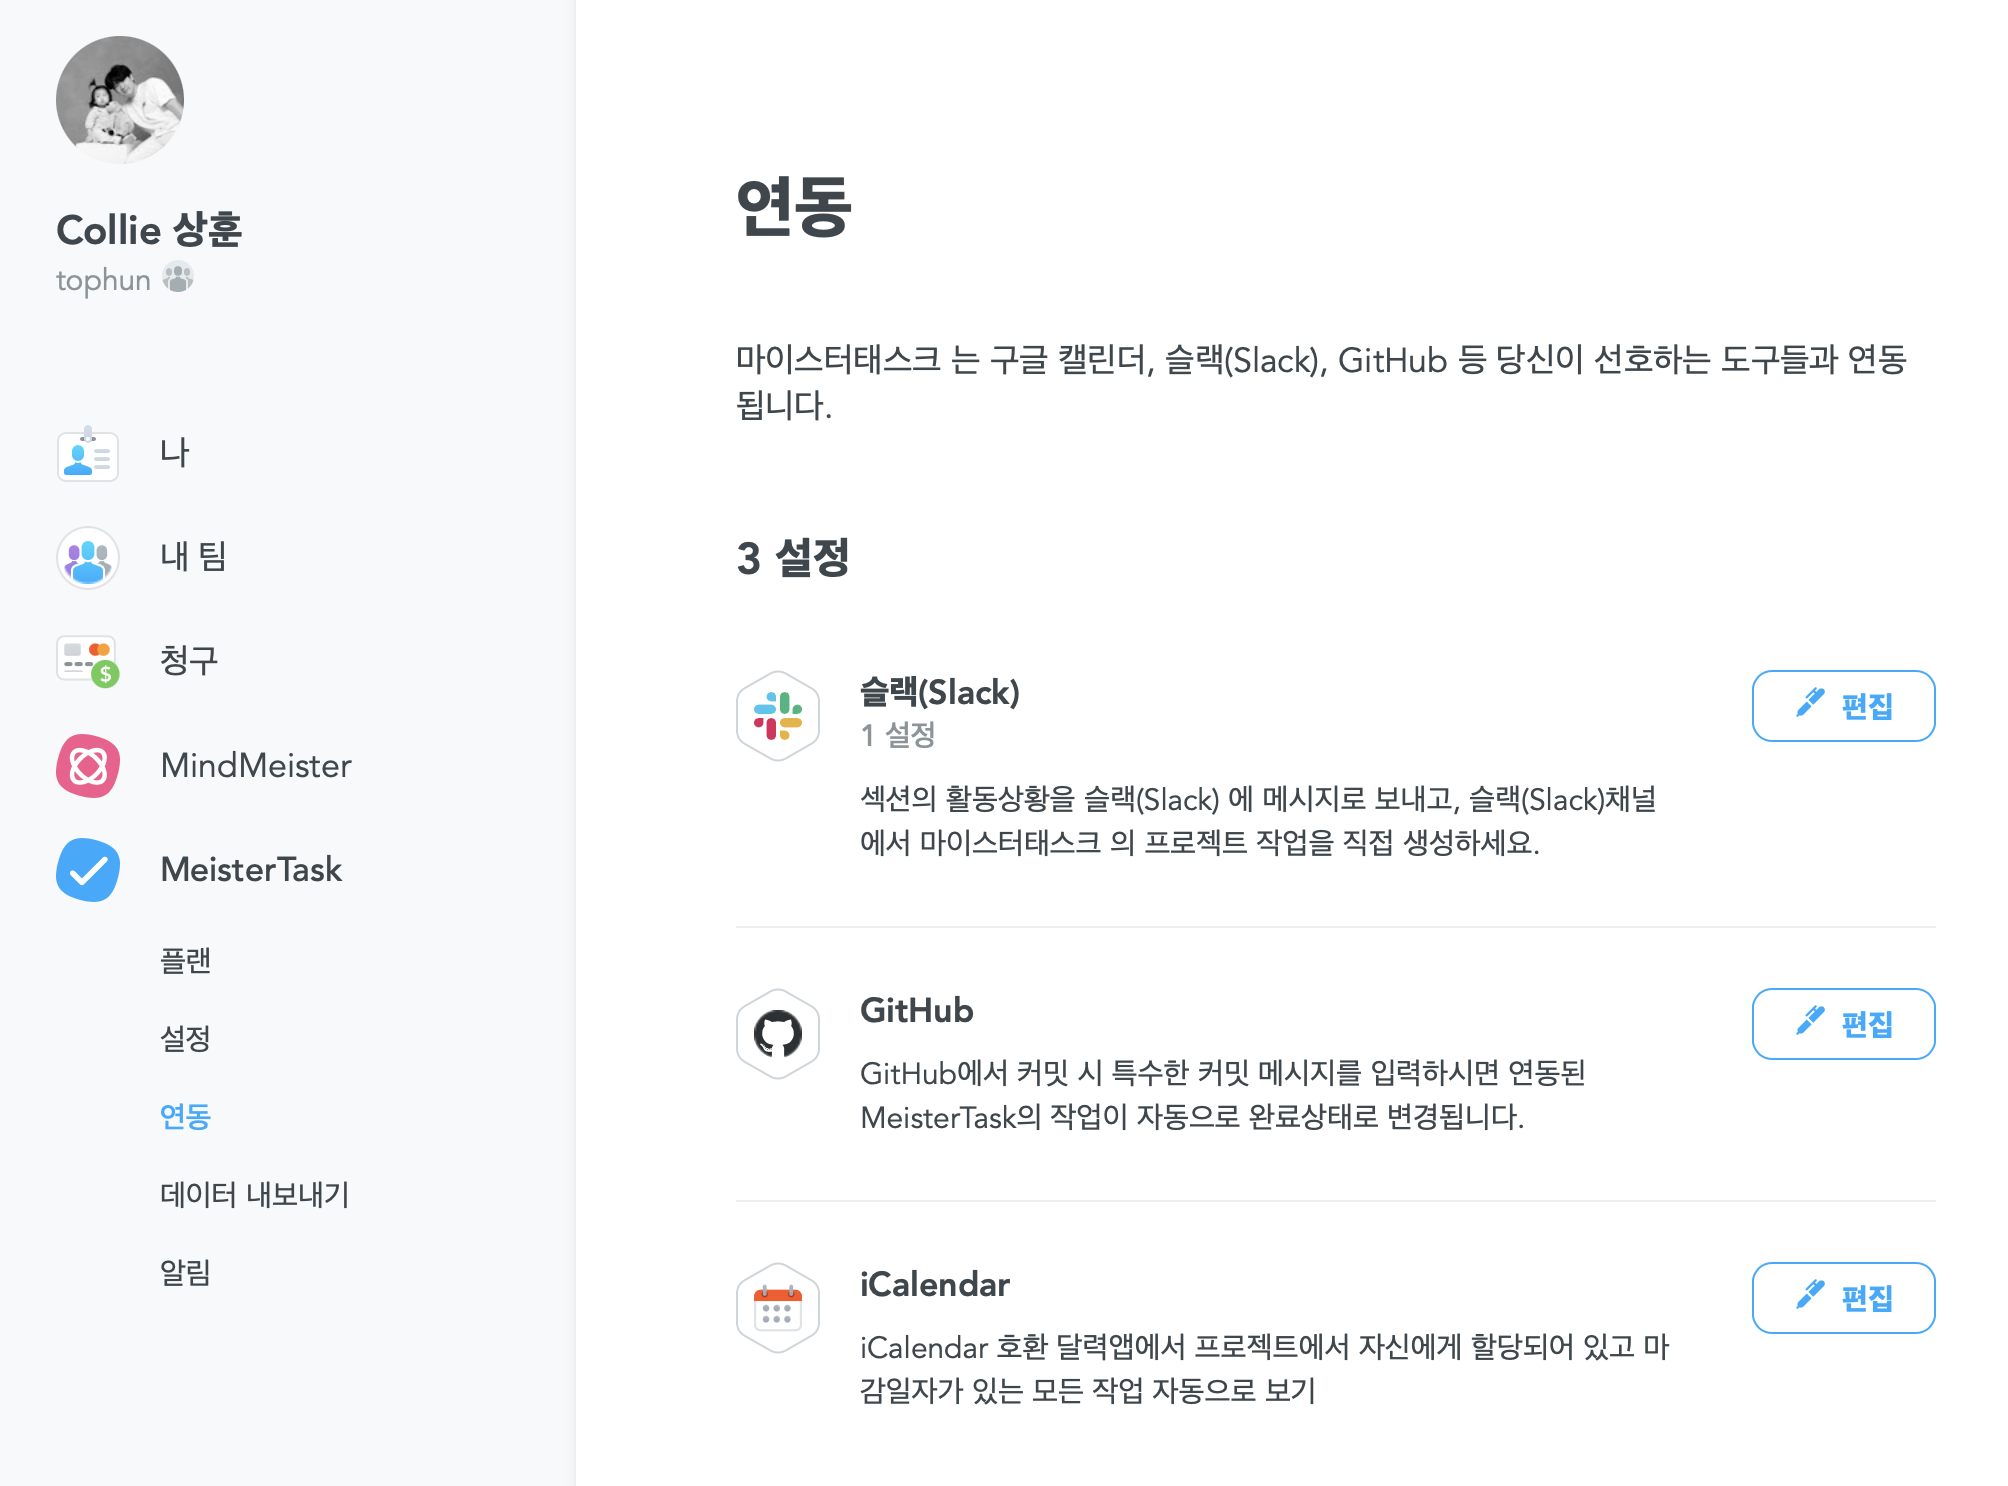 Collie 상훈
tophun
나
내 팀
청구
$
MindMeister
MeisterTask
플랜
설정
연동
데이터 내보내기
알림
연동
마이스터태스크 는 구글 캘린더, 슬랙(Slack), GitHub 등 당신이 선호하는 도구들과 연동
됩니다.
3 설정
슬랙(Slack)
1 설정
편집
섹션의 활동상황을 슬랙(Slack) 에 메시지로 보내고, 슬랙(Slack)채널
에서 마이스터태스크 의 프로젝트 작업을 직접 생성하세요.
GitHub
편집
GitHub에서 커밋 시 특수한 커밋 메시지를 입력하시면 연동된
MeisterTask의 작업이 자동으로 완료상태로 변경됩니다.
iCalendar
편집
iCalendar 호환 달력앱에서 프로젝트에서 자신에게 할당되어 있고 마
감일자가 있는 모든 작업 자동으로 보기